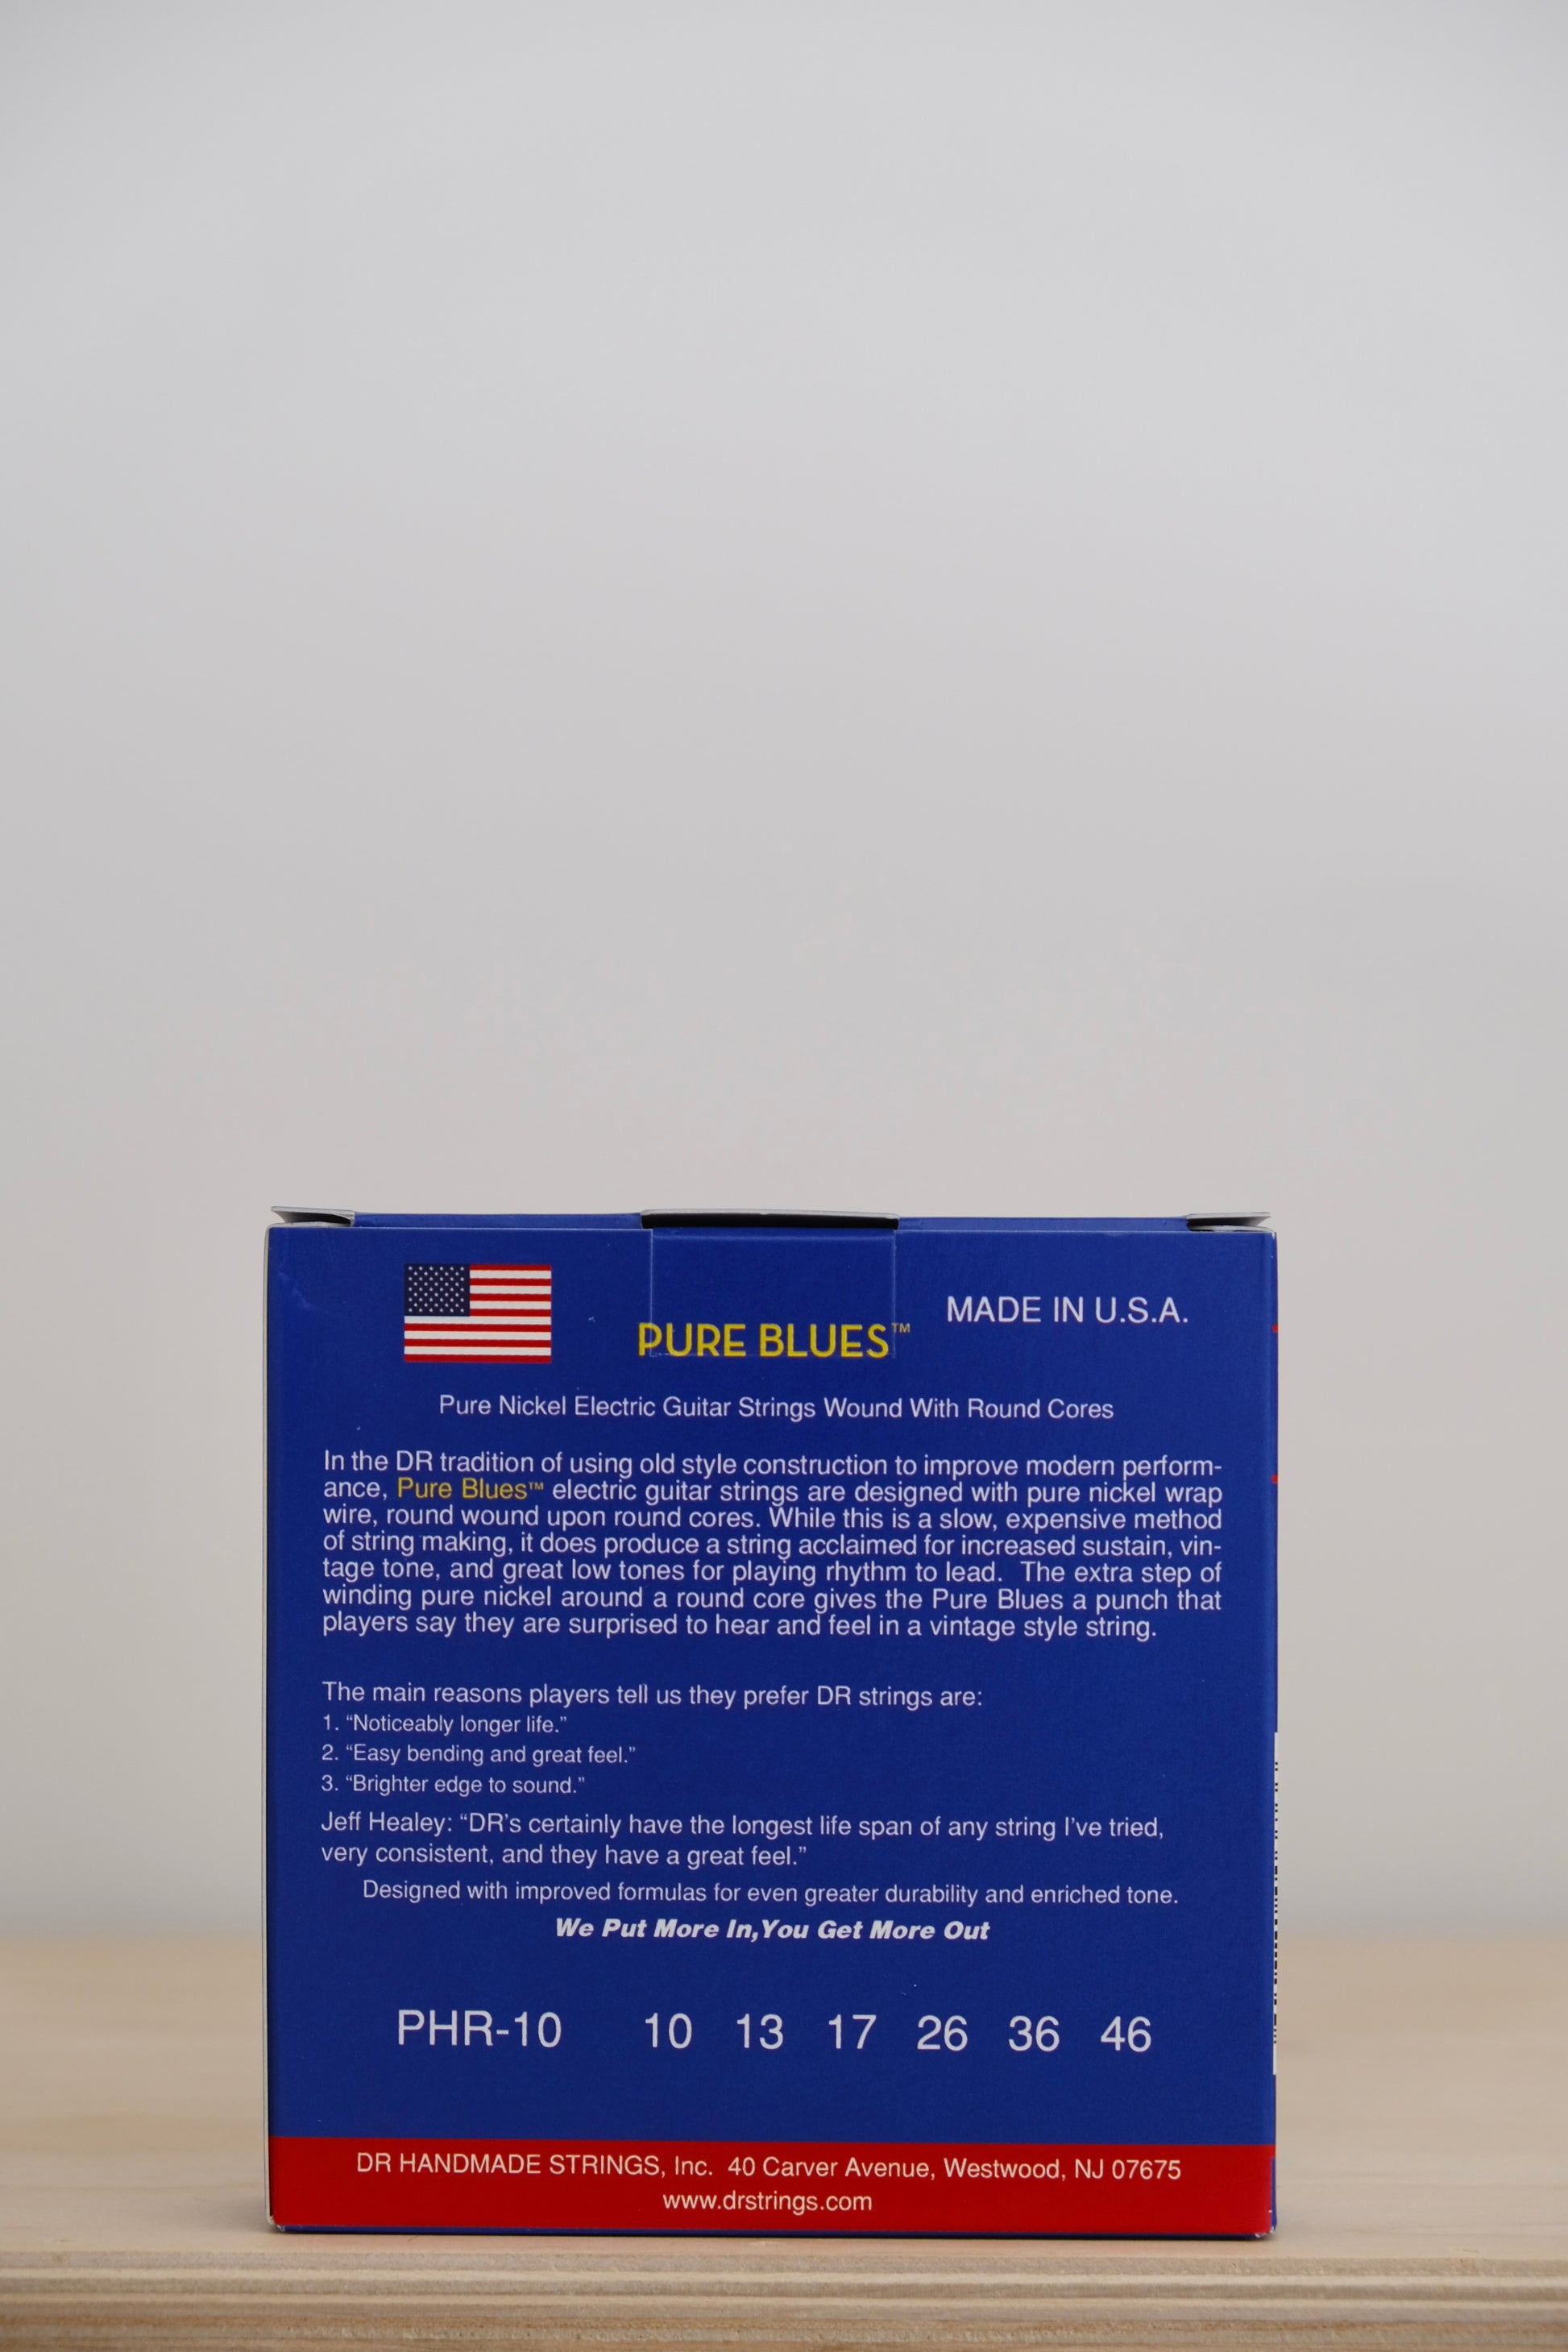 MADE IN U.S.A.
PURE BLUES™
Pure Nickel Electric Guitar Strings Wound With Round Cores
In the DR tradition of using old style construction to improve modern perform-
ance, Pure Blues™ electric guitar strings are designed with pure nickel wrap
wire, round wound upon round cores. While this is a slow, expensive method
of string making, it does produce a string acclaimed for increased sustain, vin-
tage tone, and great low tones for playing rhythm to lead. The extra step of
winding pure nickel around a round core gives the Pure Blues a punch that
players say they are surprised to hear and feel in a vintage style string.
The main reasons players tell us they prefer DR strings are:
1. “Noticeably longer life.”
2. “Easy bending and great feel.”
3. “Brighter edge to sound.”
Jeff Healey: “DR’s certainly have the longest life span of any string I’ve tried,
very consistent, and they have a great feel.”
Designed with improved formulas for even greater durability and enriched tone.
We Put More In,You Get More Out
PHR-10 10 13 17 26 36 46
DR HANDMADE STRINGS, Inc. 40 Carver Avenue, Westwood, NJ 07675
www.drstrings.com